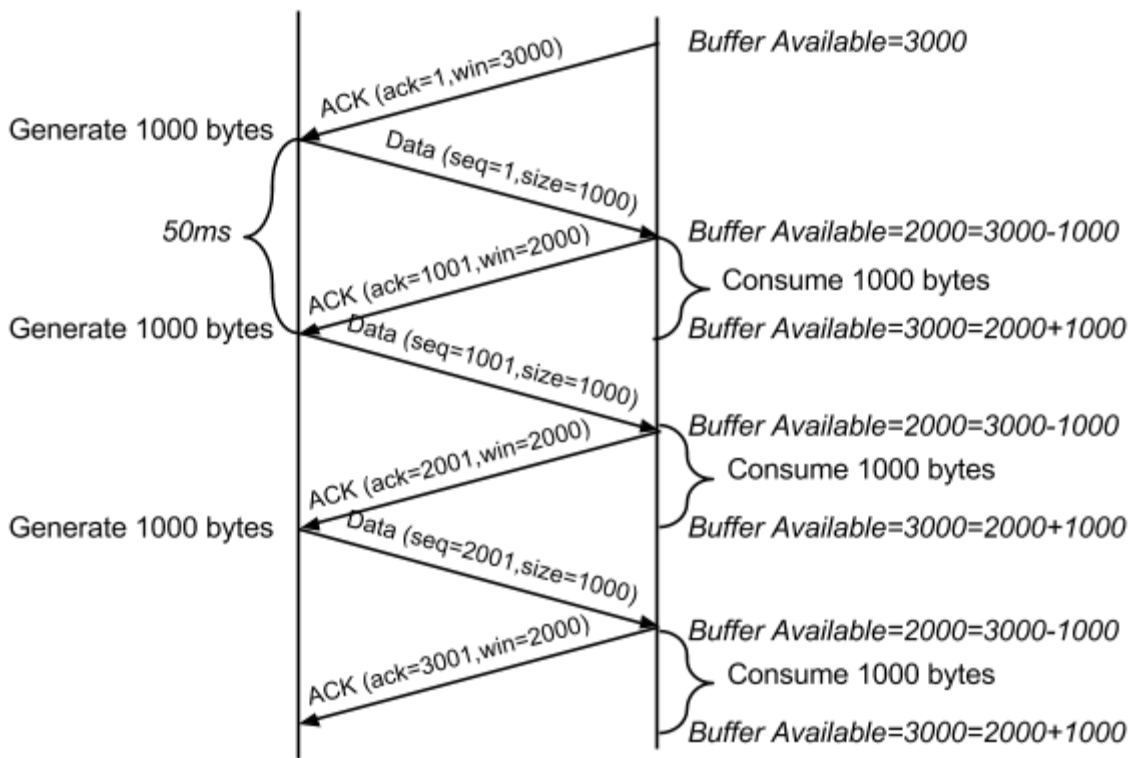 Buffer Available=3000
ACK (ack=1,win=3000)
Generate 1000 bytes
Data (seq=1,size=1000)
50ms
Buffer Available=2000=3000-1000
ACK (ack=1001,win=2000)
Consume 1000 bytes
Generate 1000 bytes
Data (seq=1001,size=1000)
Buffer Available=3000=2000+1000
Buffer Available=2000=3000-1000
ACK (ack=2001,win=2000)
Consume 1000 bytes
Generate 1000 bytes
Data (seq=2001,size=1000)
Buffer Available=3000=2000+1000
Buffer Available=2000=3000-1000
ACK (ack=3001,win=2000)
Consume 1000 bytes
Buffer Available=3000=2000+1000